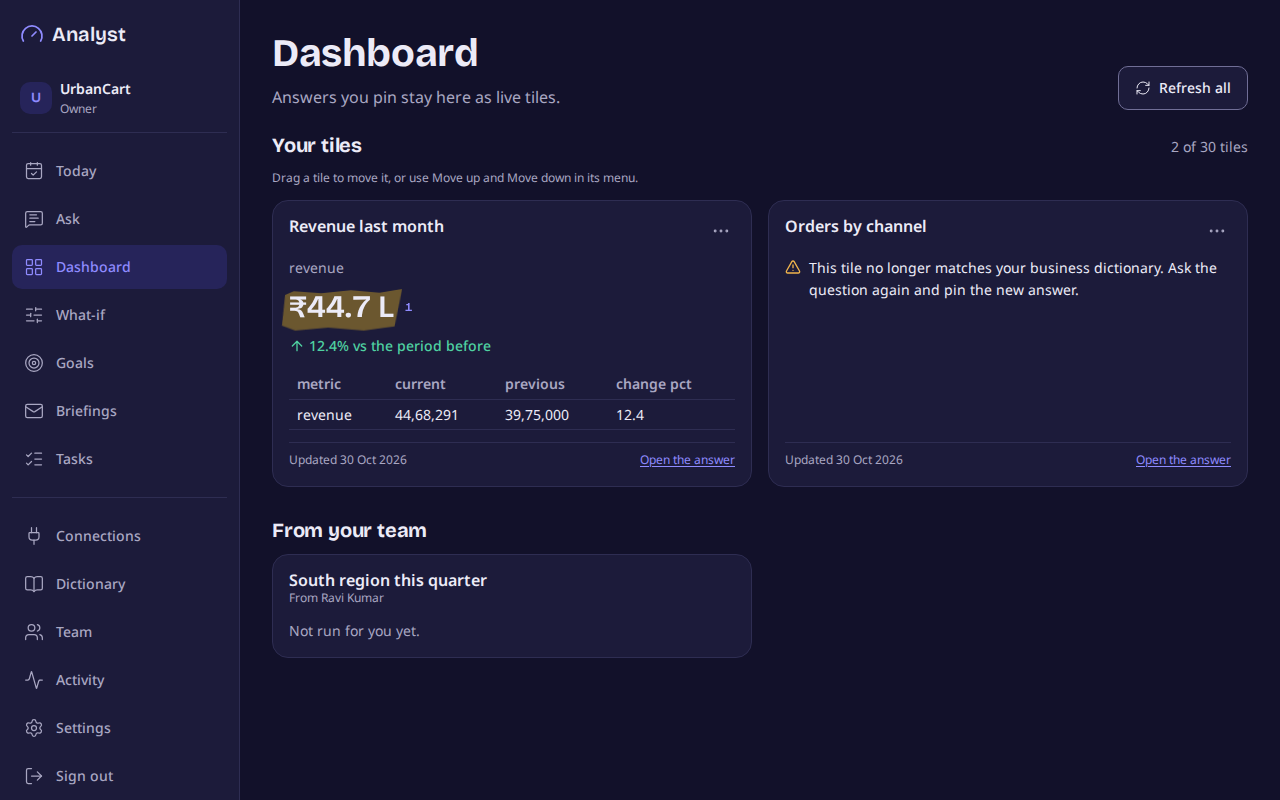 Analyst
U
UrbanCart
Owner
Today
Ask
Dashboard
What-if
Goals
Briefings
Tasks
Connections
Dictionary
Team
Activity
Settings
Sign out
Dashboard
Answers you pin stay here as live tiles.
Refresh all
Your tiles
2 of 30 tiles
Drag a tile to move it, or use Move up and Move down in its menu.
Revenue last month
revenue
₹44.7 L 1
↑ 12.4% vs the period before
metric current previous change pct
revenue 44,68,291 39,75,000 12.4
Updated 30 Oct 2026
Open the answer
Orders by channel
This tile no longer matches your business dictionary. Ask the
question again and pin the new answer.
Updated 30 Oct 2026
Open the answer
From your team
South region this quarter
From Ravi Kumar
Not run for you yet.